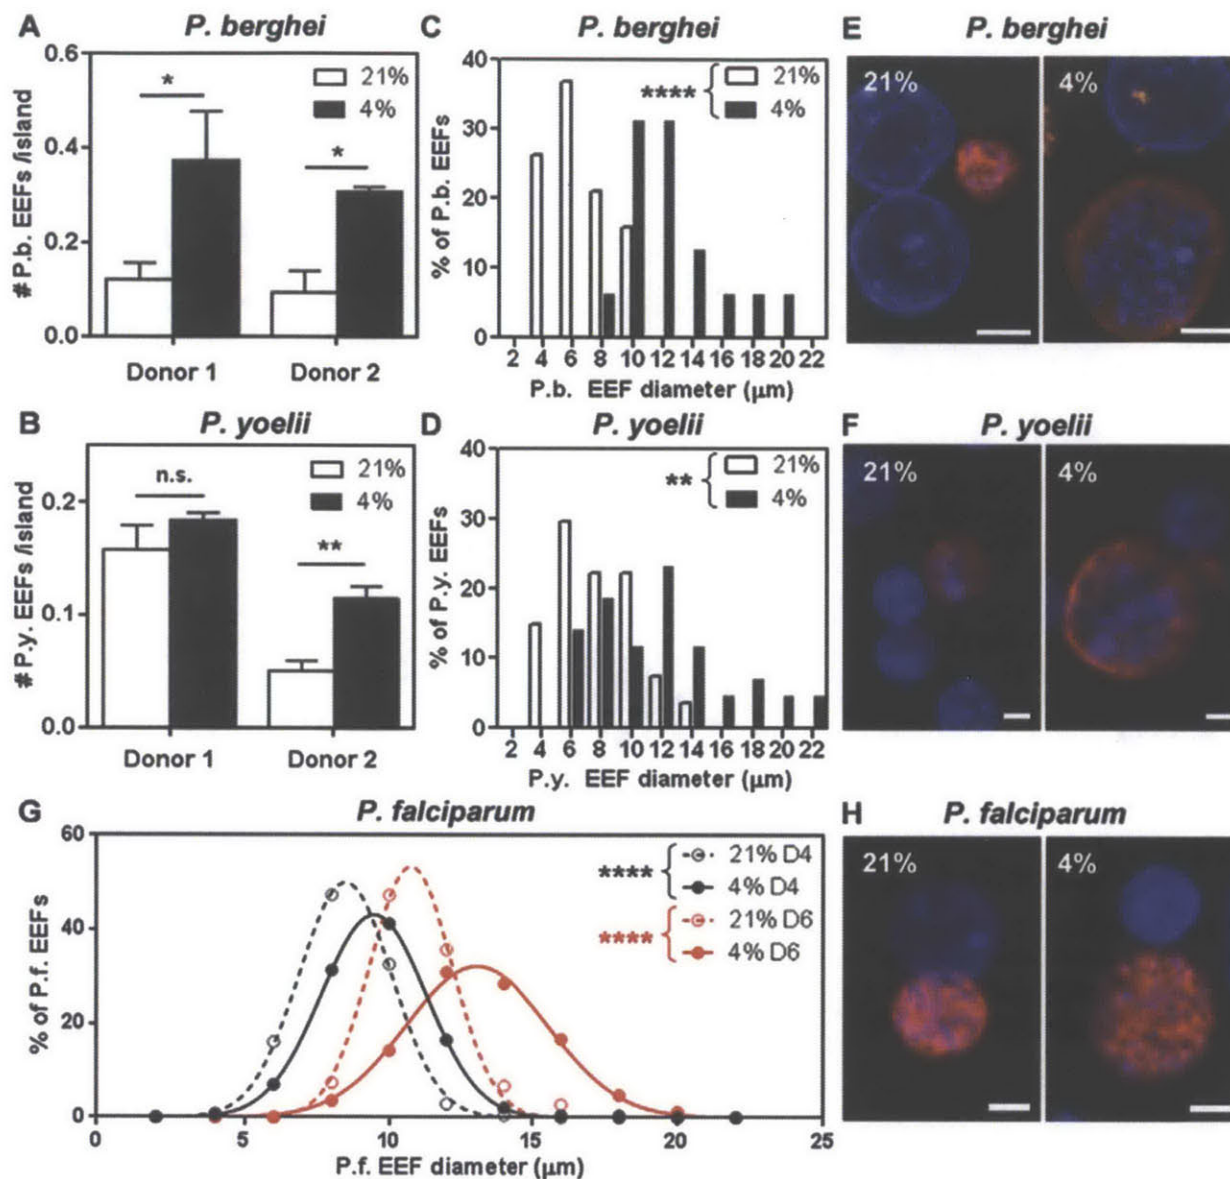 A P. berghei
0.6
0.4
0.2
0.0
# P.b. EEFs /island
* *
21%
4%
Donor 1 Donor 2
C P. berghei
40
30
20
10
0
% of P.b. EEFs
****
21%
4%
2 4 6 8 10 12 14 16 18 20 22
P.b. EEF diameter (µm)
E P. berghei
21% 4%
B P. yoelii
0.2
0.1
0.0
# P.y. EEFs /island
n.s. **
21%
4%
Donor 1 Donor 2
D P. yoelii
40
30
20
10
0
% of P.y. EEFs
**
21%
4%
2 4 6 8 10 12 14 16 18 20 22
P.y. EEF diameter (µm)
F P. yoelii
21% 4%
G P. falciparum
60
40
20
0
% of P.f. EEFs
****
21% D4
4% D4
****
21% D6
4% D6
0 5 10 15 20 25
P.f. EEF diameter (µm)
H P. falciparum
21% 4%